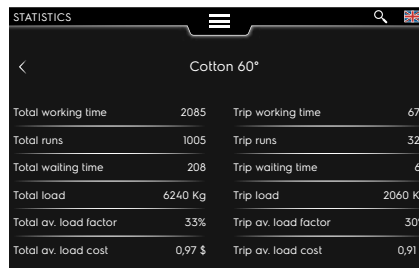 STATISTICS
Cotton 60°
Total working time 2085 Trip working time 67
Total runs 1005 Trip runs 32
Total waiting time 208 Trip waiting time
Total load 6240 Kg Trip load 2060 K
Total av. load factor 33% Trip av. load factor 30
Total av. load cost 0,97 $ Trip av. load cost 0,91